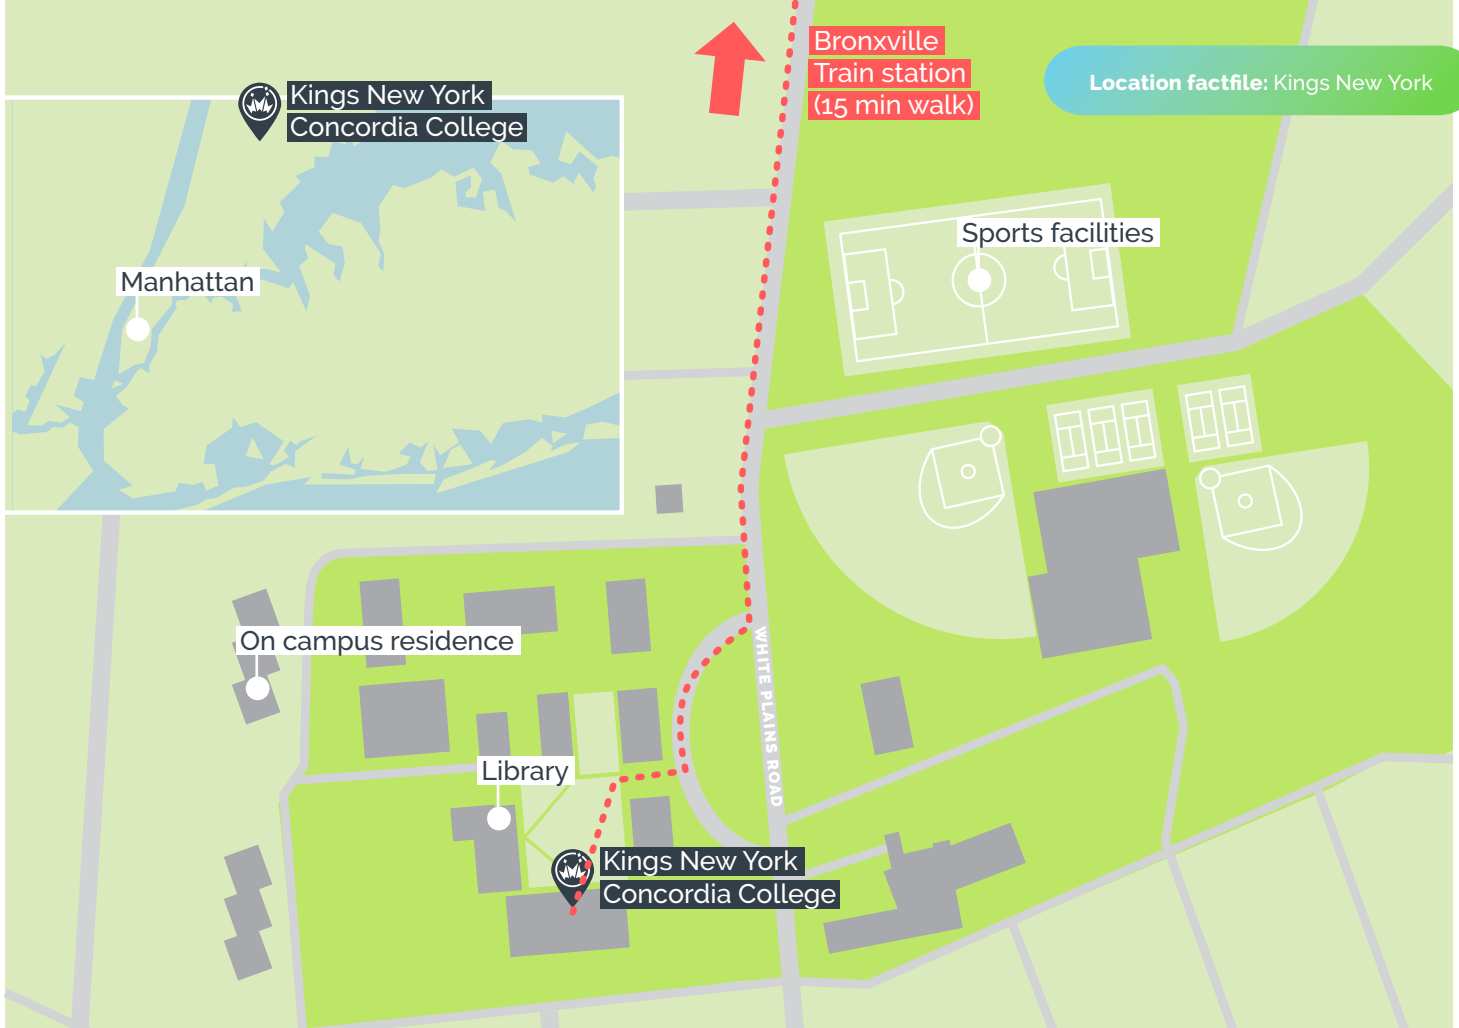 Bronxville
Train station
(15 min walk)
Location factfile: Kings New York
Kings New York
Concordia College
Sports facilities
Manhattan
On campus residence
WHITE PLAINS ROAD
Library
Kings New York
Concordia College